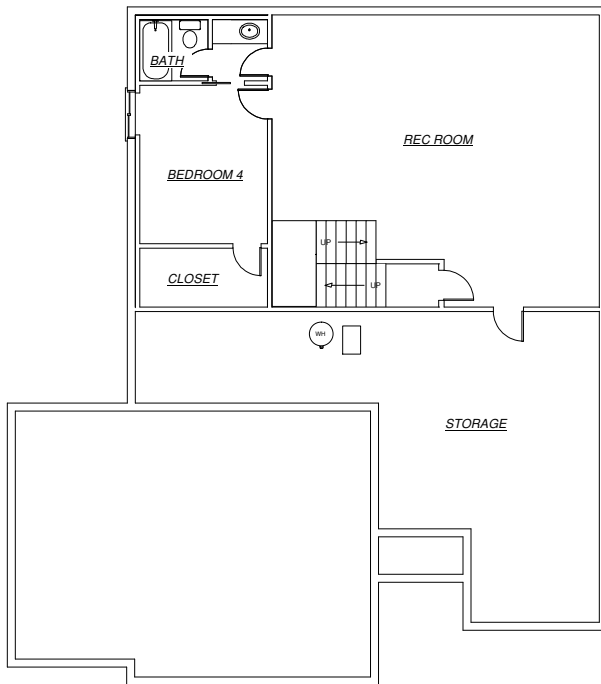 BATH
REC ROOM
BEDROOM 4
UP
CLOSET
UP
WH
STORAGE